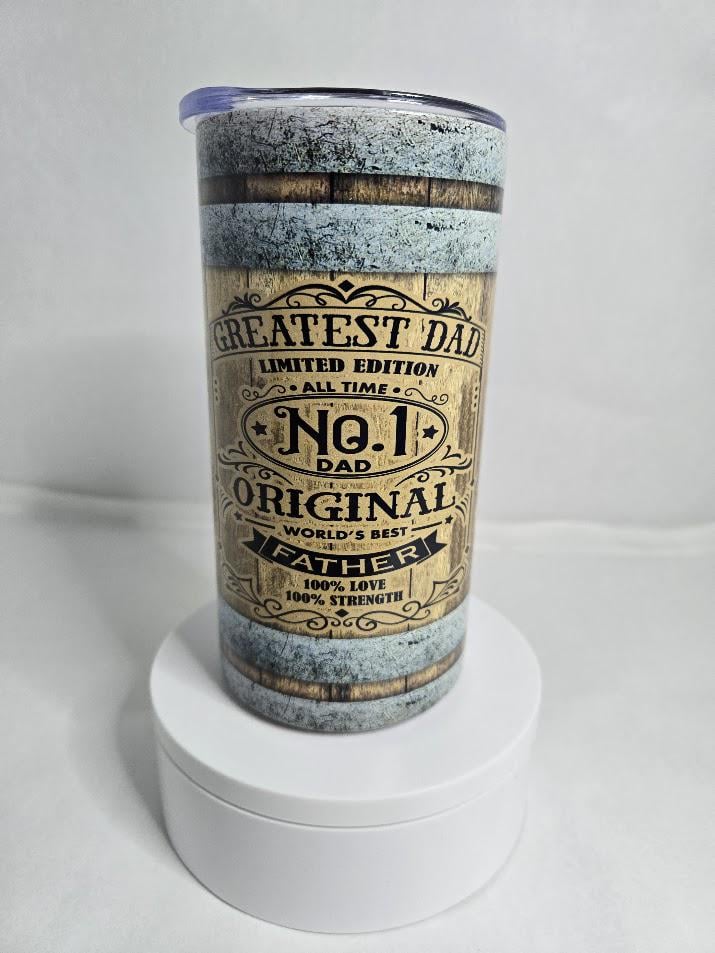 GREATEST DAD
LIMITED EDITION
• ALL TIME •
NO.1
DAD
ORIGINAL
WORLD'S BEST
FATHER
100% LOVE
100% STRENGTH